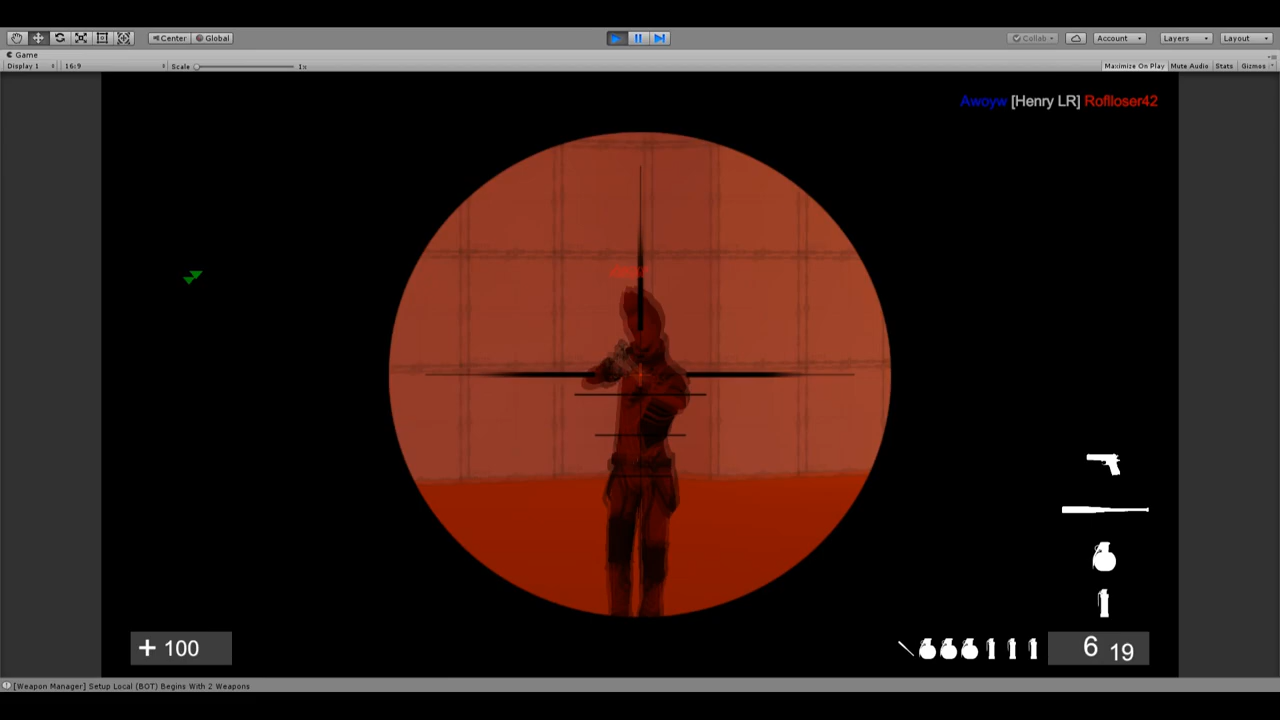 Center Global Collab Account Layers Layout
Game
Display 1 16:9 Scale 1x Maximize On Play Mute Audio Stats Gizmos
Awoyw [Henry LR] Roflloser42
+ 100 6 19
[Weapon Manager] Setup Local (BOT) Begins With 2 Weapons